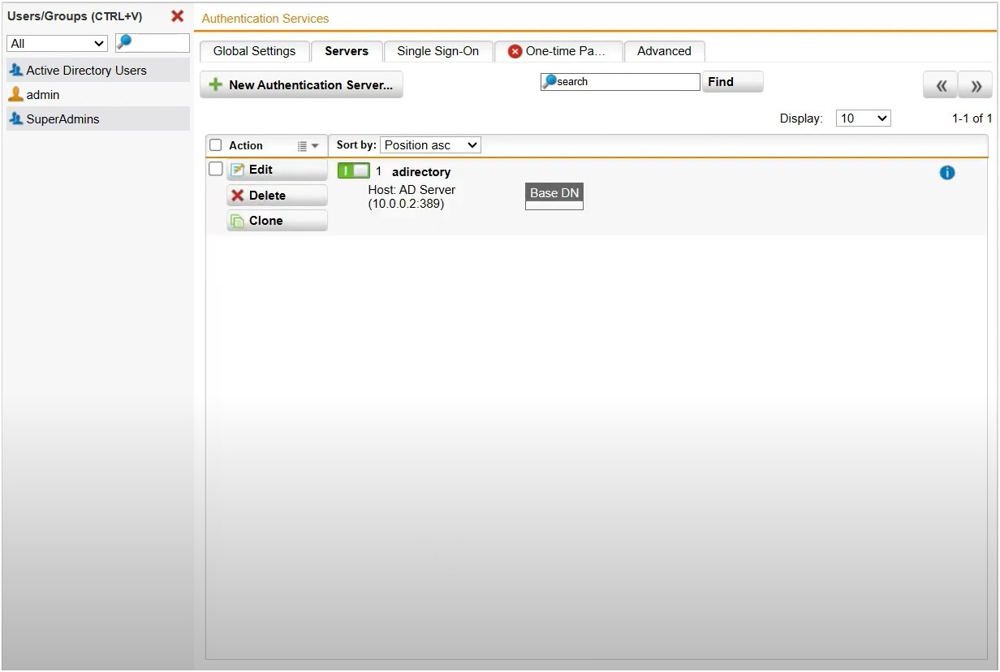 Users/Groups (CTRL+V)
All
Active Directory Users
admin
SuperAdmins
Authentication Services
Global Settings
Servers
Single Sign-On
One-time Pa...
Advanced
New Authentication Server...
search
Find
«
»
Display:
10
1-1 of 1
Action
Sort by:
Position asc
Edit
1 adirectory
Host: AD Server
(10.0.0.2:389)
Base DN
Delete
Clone